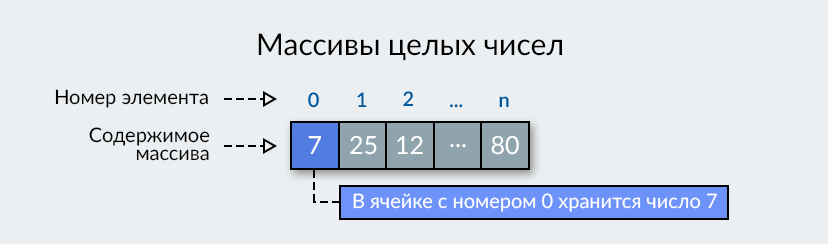 Массивы целых чисел
Номер элемента 0 1 2 ... n
Содержимое
массива
7 25 12 ... 80
В ячейке с номером 0 хранится число 7